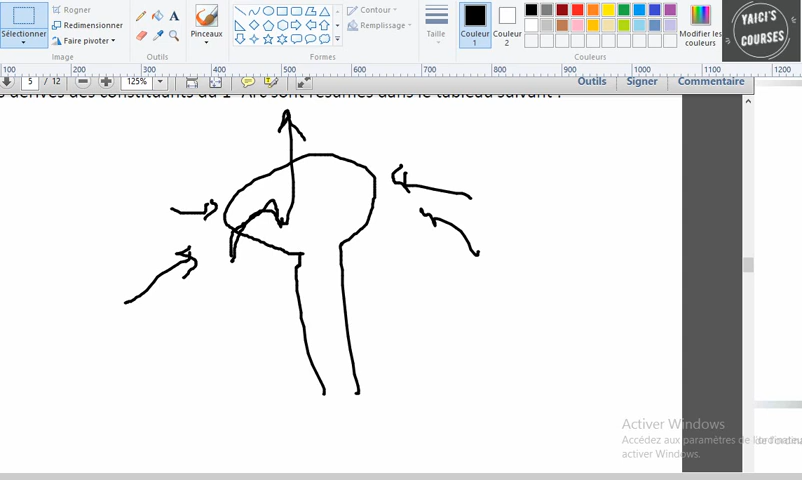 Sélectionner
Rogner
Redimensionner
Faire pivoter
Image
A
Outils
Pinceaux
Contour
Remplissage
Formes
Taille
Couleur
1
Couleur
2
Modifier les
couleurs
Couleurs
YAICI'S
COURSES
100 200 300 400 500 600 700 800 900 1000 1100 1200
5 / 12 125% T Outils Signer Commentaire
s dérivés des constituants du 1 Arc sont résumés dans le tableau suivant :
Activer Windows
Accédez aux paramètres de l'ordinateur
activer Windows.